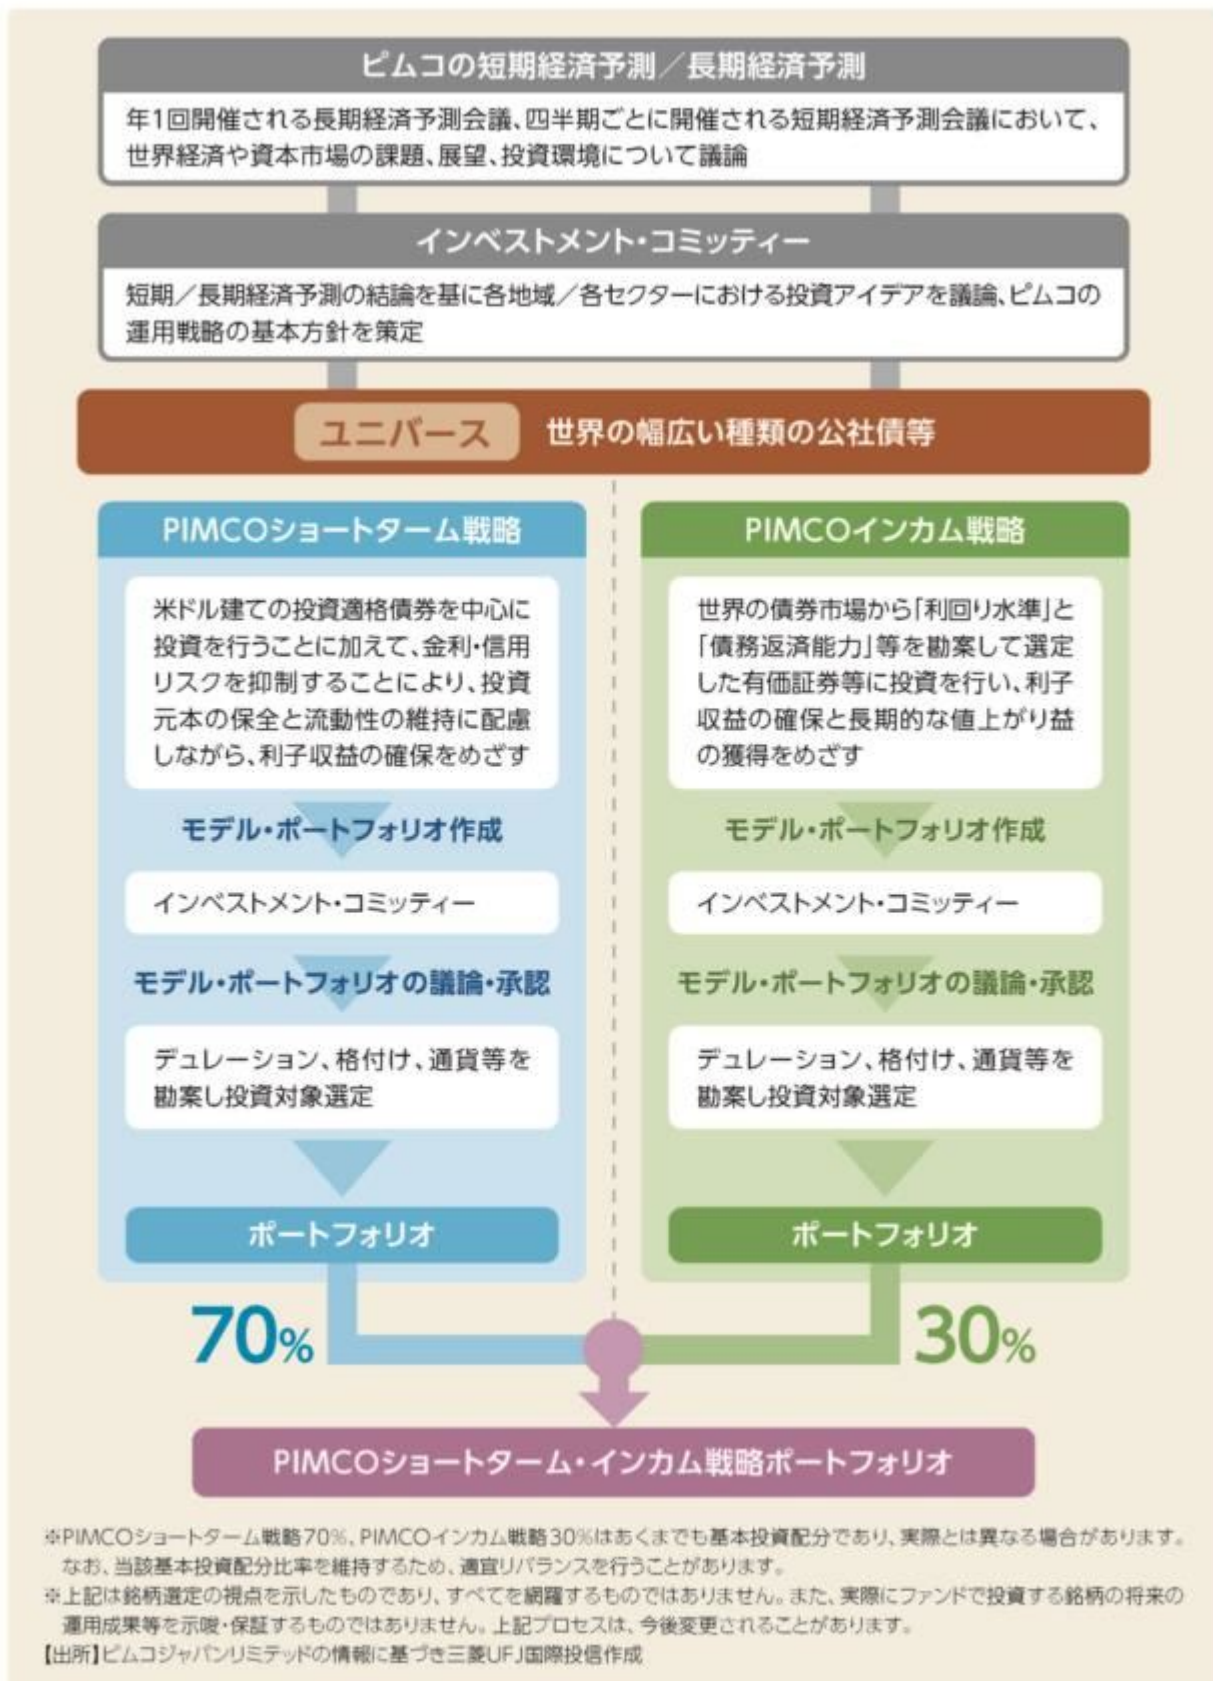 ピムコの短期経済予測／長期経済予測
年1回開催される長期経済予測会議、四半期ごとに開催される短期経済予測会議において、
世界経済や資本市場の課題、展望、投資環境について議論
インベストメント・コミッティー
短期／長期経済予測の結論を基に各地域／各セクターにおける投資アイデアを議論、ピムコの
運用戦略の基本方針を策定
ユニバース 世界の幅広い種類の公社債等
PIMCOショートターム戦略
米ドル建ての投資適格債券を中心に
投資を行うことに加えて、金利・信用
リスクを抑制することにより、投資
元本の保全と流動性の維持に配慮
しながら、利子収益の確保をめざす
モデル・ポートフォリオ作成
インベストメント・コミッティー
モデル・ポートフォリオの議論・承認
デュレーション、格付け、通貨等を
勘案し投資対象選定
ポートフォリオ
70%
PIMCOインカム戦略
世界の債券市場から「利回り水準」と
「債務返済能力」等を勘案して選定
した有価証券等に投資を行い、利子
収益の確保と長期的な値上がり益
の獲得をめざす
モデル・ポートフォリオ作成
インベストメント・コミッティー
モデル・ポートフォリオの議論・承認
デュレーション、格付け、通貨等を
勘案し投資対象選定
ポートフォリオ
30%
PIMCOショートターム・インカム戦略ポートフォリオ
※PIMCOショートターム戦略70%、PIMCOインカム戦略30%はあくまでも基本投資配分であり、実際とは異なる場合があります。
なお、当該基本投資配分比率を維持するため、適宜リバランスを行うことがあります。
※上記は銘柄選定の視点を示したものであり、すべてを網羅するものではありません。また、実際にファンドで投資する銘柄の将来の
運用成果等を示唆・保証するものではありません。上記プロセスは、今後変更されることがあります。
【出所】ピムコジャパンリミテッドの情報に基づき三菱UFJ国際投信作成